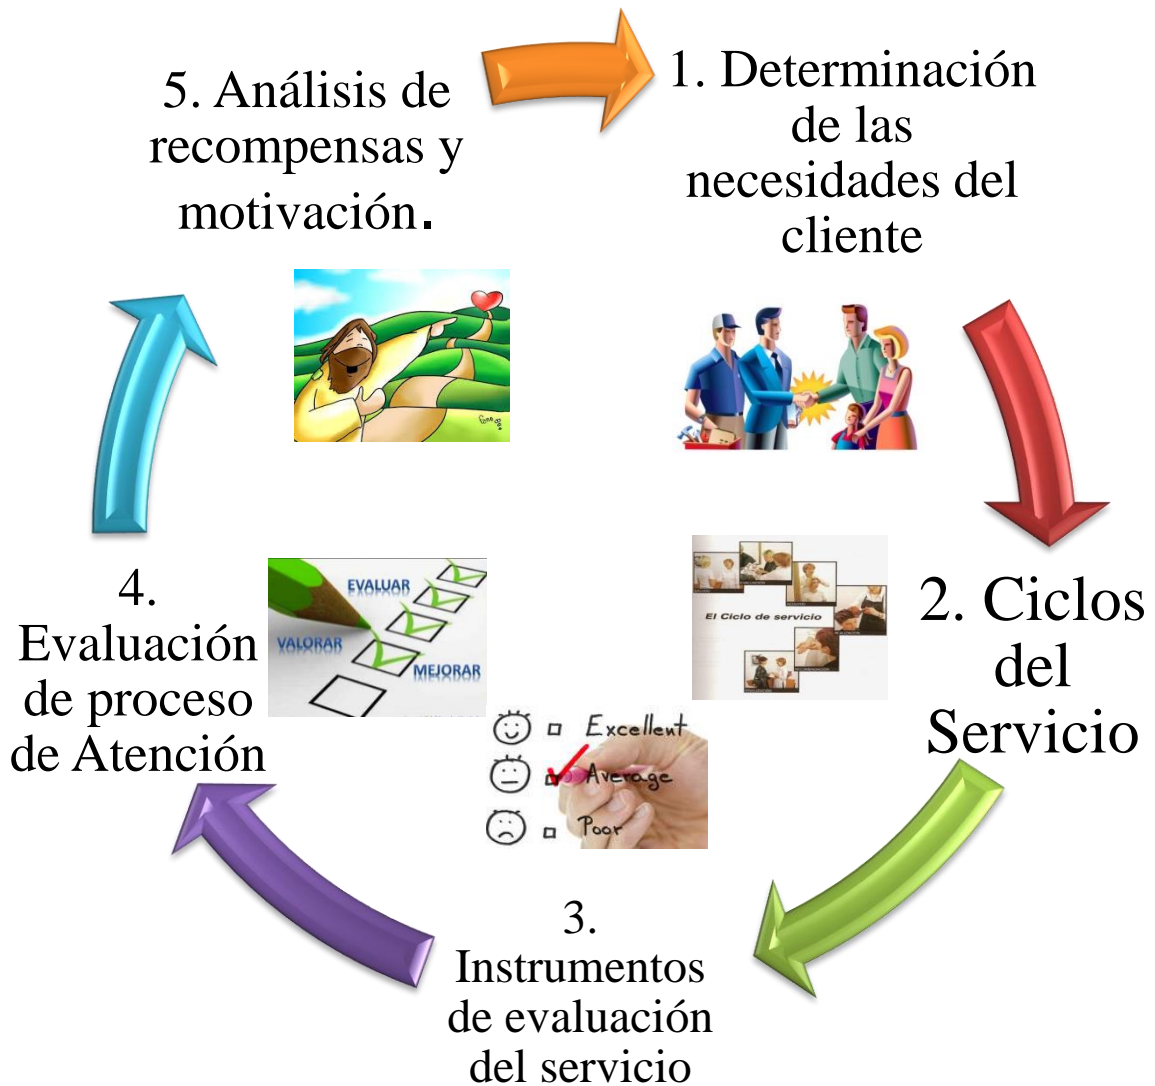 1. Determinación
de las
necesidades del
cliente
2. Ciclos
del
Servicio
3.
Instrumentos
de evaluación
del servicio
4.
Evaluación
de proceso
de Atención
5. Análisis de
recompensas y
motivación.
El Ciclo de servicio
EVALUAR
VALORAR
MEJORAR
Excellent
Average
Poor